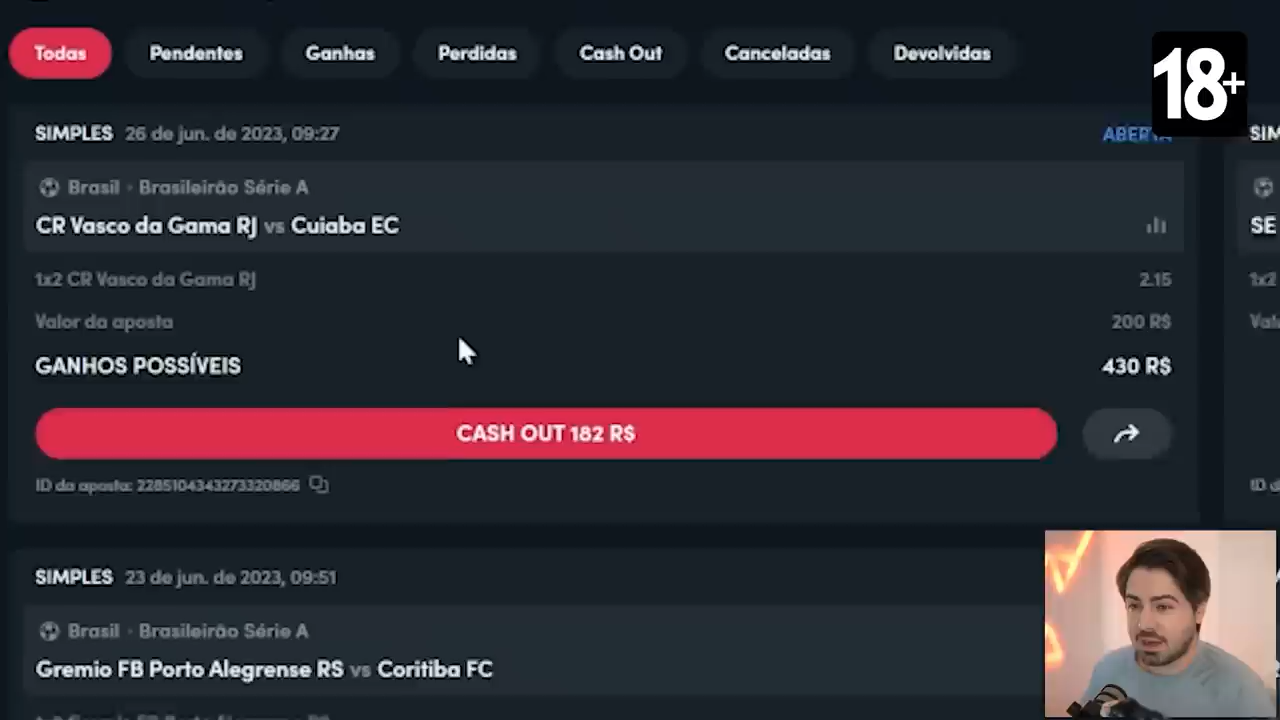 Todas Pendentes Ganhas Perdidas Cash Out Canceladas Devolvidas
18+
SIMPLES 26 de jun. de 2023, 09:27 ABERTA
Brasil · Brasileirão Série A
CR Vasco da Gama RJ vs Cuiaba EC
SE
1x2 CR Vasco da Gama RJ 2.15
1x2
Valor da aposta 200 R$
GANHOS POSSÍVEIS 430 R$
CASH OUT 182 R$
ID da aposta: 2285104343273320866
SIMPLES 23 de jun. de 2023, 09:51
Brasil · Brasileirão Série A
Gremio FB Porto Alegrense RS vs Coritiba FC